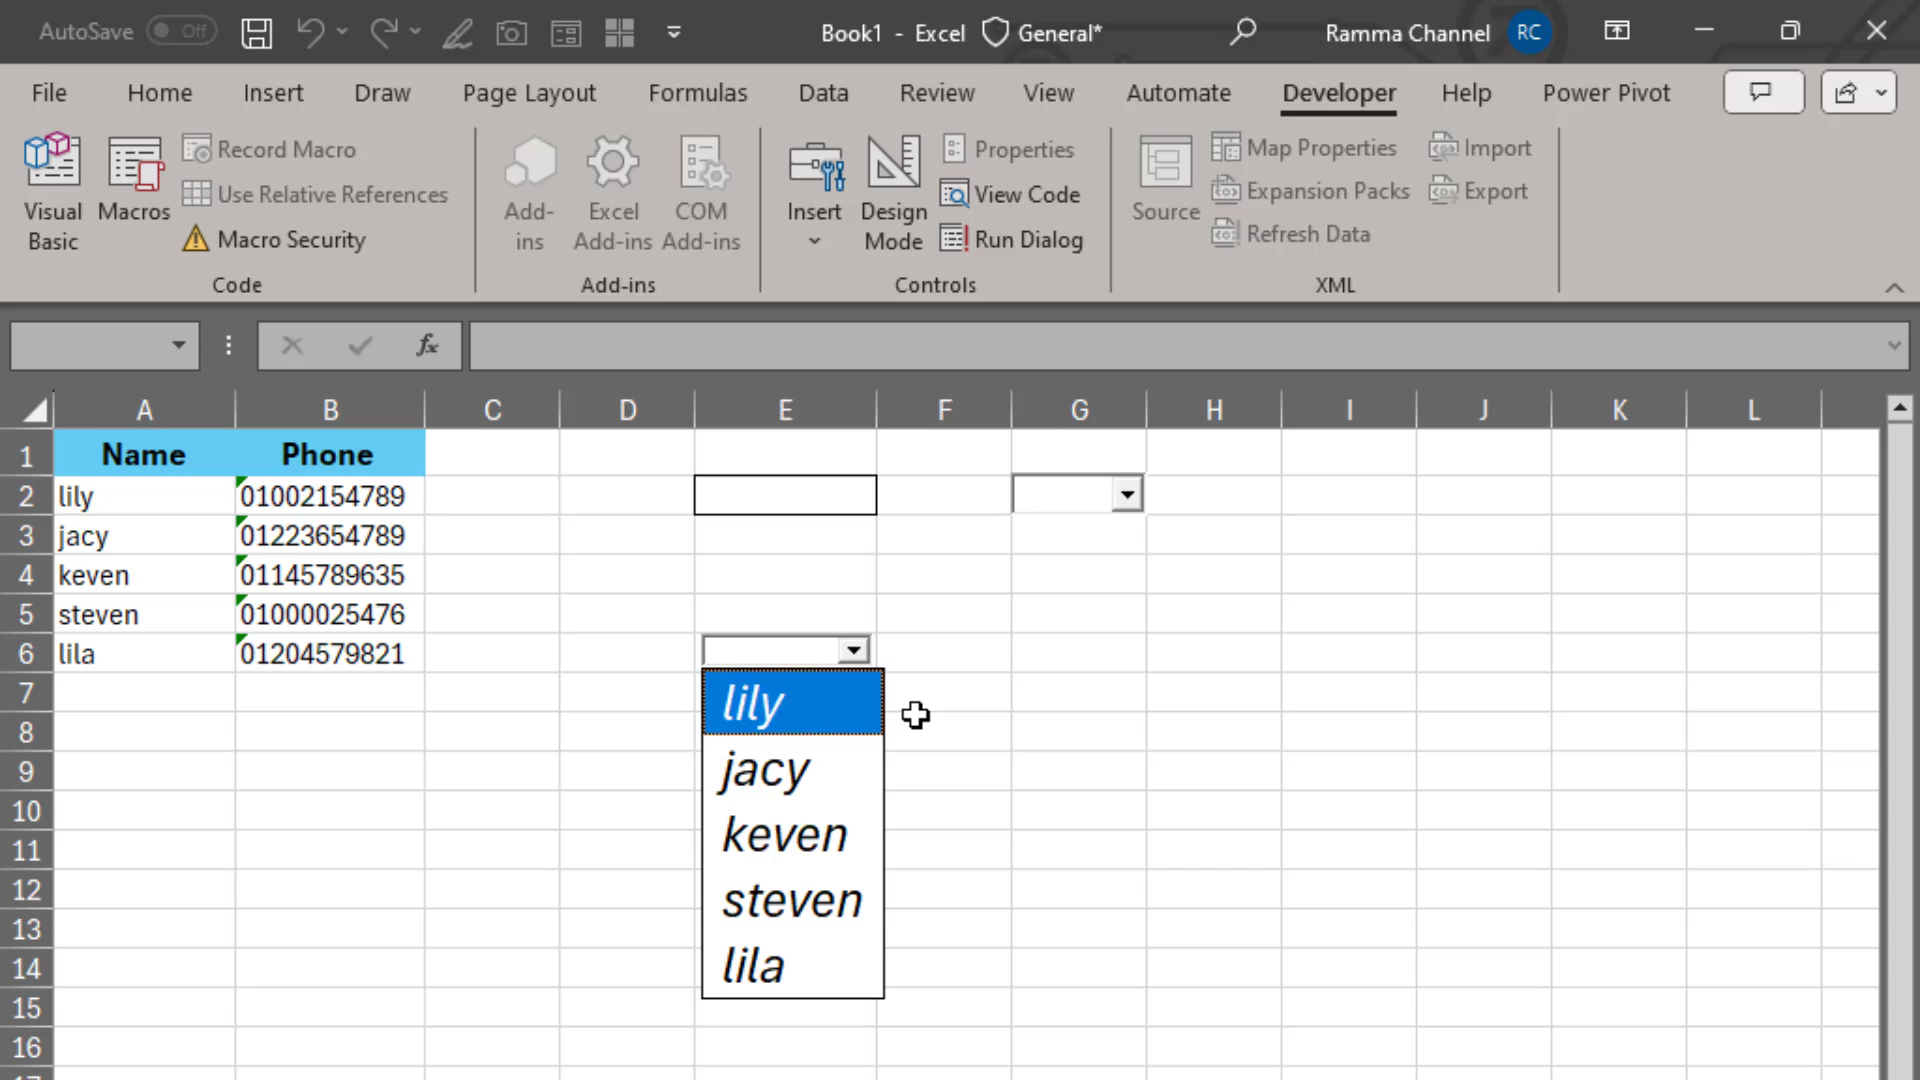 AutoSave Off Book1 - Excel General* Ramma Channel RC
File Home Insert Draw Page Layout Formulas Data Review View Automate Developer Help Power Pivot
Visual Basic
Macros
Record Macro
Use Relative References
Macro Security
Code
Add-ins
Excel Add-ins
COM Add-ins
Add-ins
Insert
Design Mode
Properties
View Code
Run Dialog
Controls
Source
Map Properties
Expansion Packs
Refresh Data
Import
Export
XML
fx
A B C D E F G H I J K L
1 Name Phone
2 lily 01002154789
3 jacy 01223654789
4 keven 01145789635
5 steven 01000025476
6 lila 01204579821
7 lily
8 jacy
9
10 keven
11
12 steven
13
14 lila
15
16